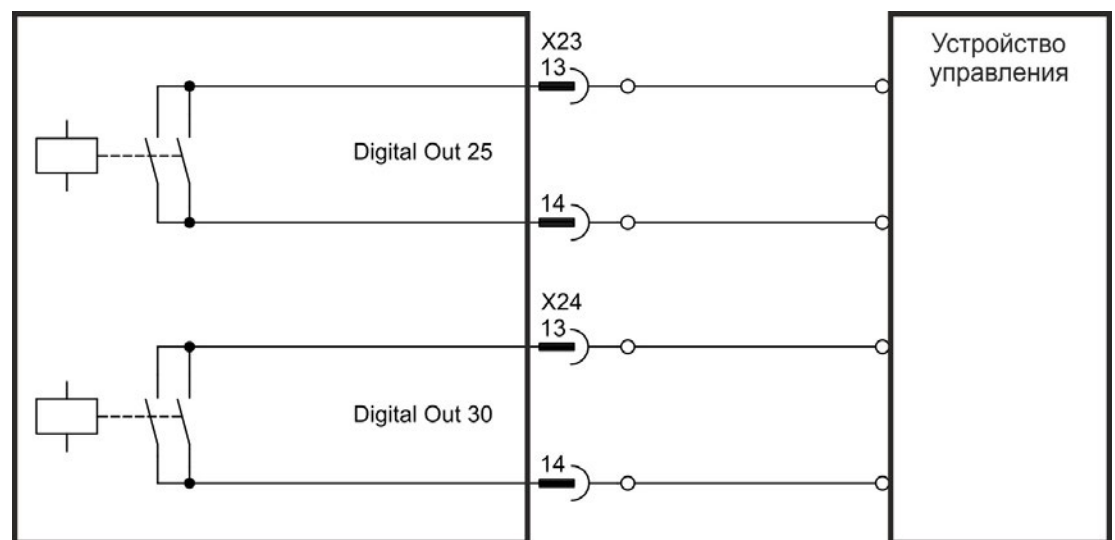 X23
13
Устройство
управления
Digital Out 25
14
X24
13
Digital Out 30
14